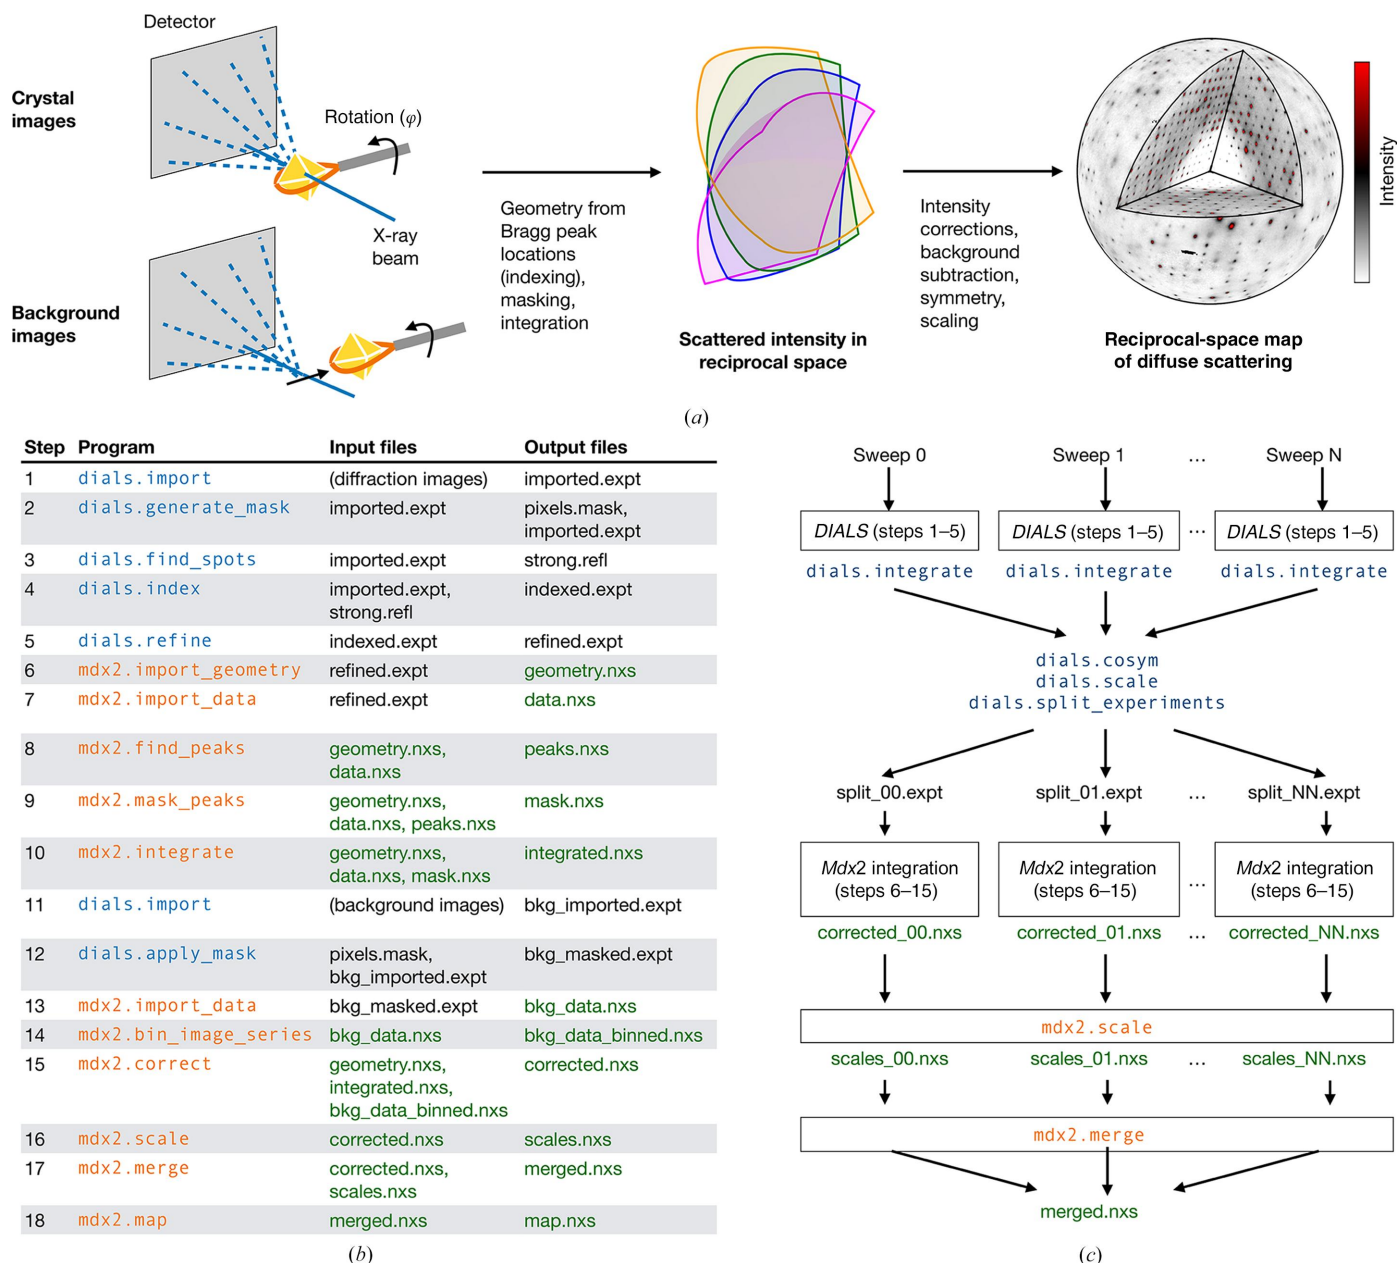 Detector
Crystal
images
Rotation (φ)
X-ray
beam
Background
images
Geometry from
Bragg peak
locations
(indexing),
masking,
integration
Scattered intensity in
reciprocal space
Intensity
corrections,
background
subtraction,
symmetry,
scaling
Reciprocal-space map
of diffuse scattering
Intensity
(a)
Step Program Input files Output files
1 dials.import (diffraction images) imported.expt
2 dials.generate_mask imported.expt pixels.mask,
imported.expt
3 dials.find_spots imported.expt strong.refl
4 dials.index imported.expt, indexed.expt
strong.refl
5 dials.refine indexed.expt refined.expt
6 mdx2.import_geometry refined.expt geometry.nxs
7 mdx2.import_data refined.expt data.nxs
8 mdx2.find_peaks geometry.nxs, peaks.nxs
data.nxs
9 mdx2.mask_peaks geometry.nxs, mask.nxs
data.nxs, peaks.nxs
10 mdx2.integrate geometry.nxs, integrated.nxs
data.nxs, mask.nxs
11 dials.import (background images) bkg_imported.expt
12 dials.apply_mask pixels.mask, bkg_masked.expt
bkg_imported.expt
13 mdx2.import_data bkg_masked.expt bkg_data.nxs
14 mdx2.bin_image_series bkg_data.nxs bkg_data_binned.nxs
15 mdx2.correct geometry.nxs, corrected.nxs
integrated.nxs,
bkg_data_binned.nxs
16 mdx2.scale corrected.nxs scales.nxs
17 mdx2.merge corrected.nxs, merged.nxs
scales.nxs
18 mdx2.map merged.nxs map.nxs
(b)
Sweep 0 Sweep 1 ... Sweep N
DIALS (steps 1–5) DIALS (steps 1–5) ... DIALS (steps 1–5)
dials.integrate dials.integrate dials.integrate
dials.cosym
dials.scale
dials.split_experiments
split_00.expt split_01.expt ... split_NN.expt
Mdx2 integration Mdx2 integration Mdx2 integration
(steps 6–15) (steps 6–15) ... (steps 6–15)
corrected_00.nxs corrected_01.nxs ... corrected_NN.nxs
mdx2.scale
scales_00.nxs scales_01.nxs ... scales_NN.nxs
mdx2.merge
merged.nxs
(c)